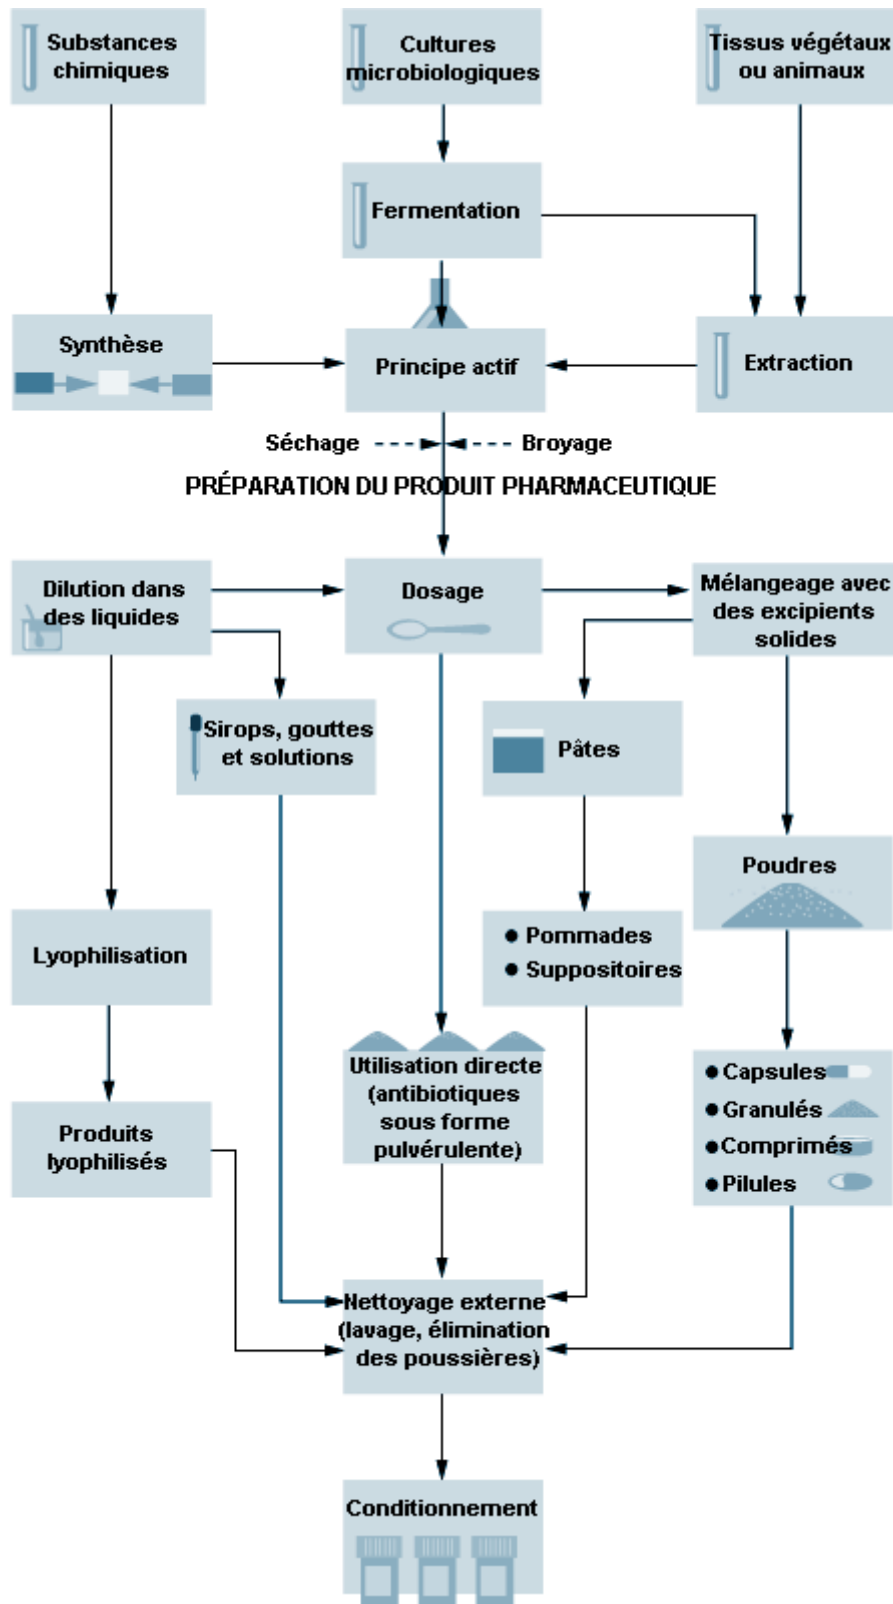 Substances
chimiques
Cultures
microbiologiques
Tissus végétaux
ou animaux
Fermentation
Synthèse
Principe actif
Extraction
Séchage
Broyage
PRÉPARATION DU PRODUIT PHARMACEUTIQUE
Dilution dans
des liquides
Dosage
Mélangeage avec
des excipients
solides
Sirops, gouttes
et solutions
Pâtes
Poudres
Lyophilisation
Pommades
Suppositoires
Utilisation directe
(antibiotiques
sous forme
pulvérulente)
Capsules
Granulés
Comprimés
Pilules
Produits
lyophilisés
Nettoyage externe
(lavage, élimination
des poussières)
Conditionnement